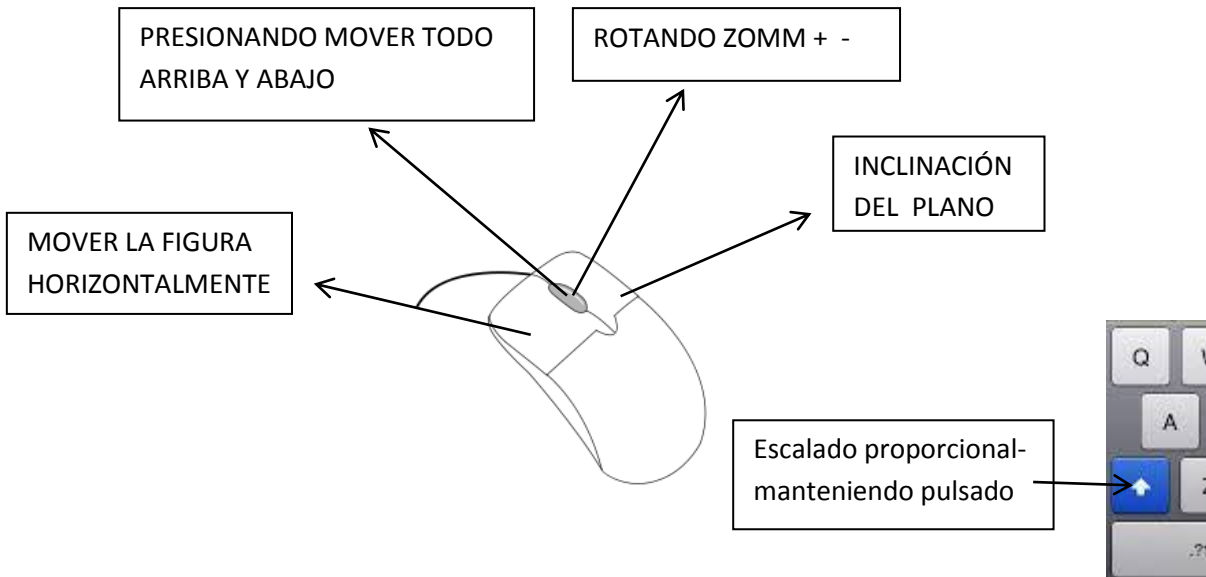 PRESIONANDO MOVER TODO
ARRIBA Y ABAJO
ROTANDO ZOMM + -
INCLINACIÓN
DEL PLANO
MOVER LA FIGURA
HORIZONTALMENTE
Escalado proporcional-
manteniendo pulsado
Q
A
.?